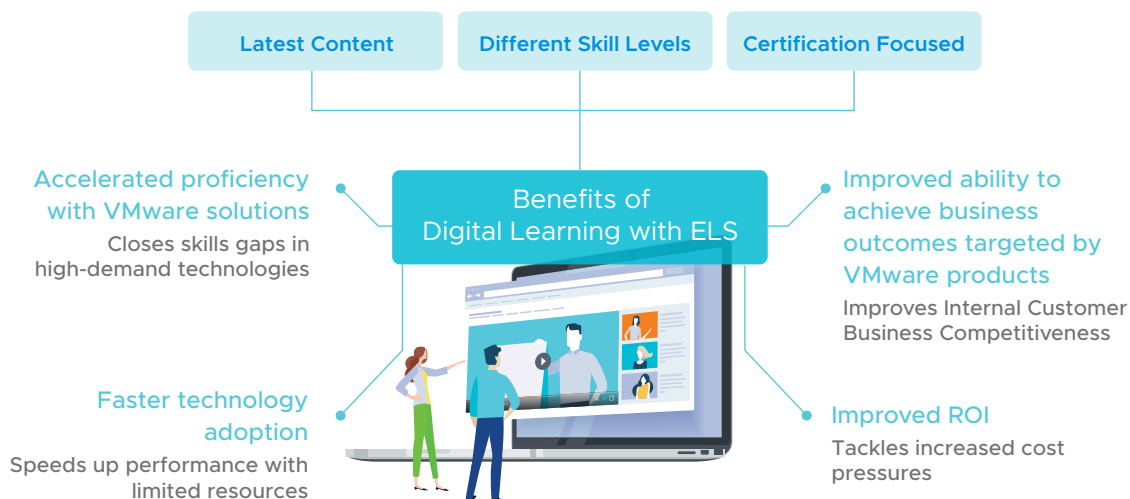 Latest Content
Different Skill Levels
Certification Focused
Benefits of
Digital Learning with ELS
Accelerated proficiency
with VMware solutions
Closes skills gaps in
high-demand technologies
Improved ability to
achieve business
outcomes targeted by
VMware products
Improves Internal Customer
Business Competitiveness
Faster technology
adoption
Speeds up performance with
limited resources
Improved ROI
Tackles increased cost
pressures